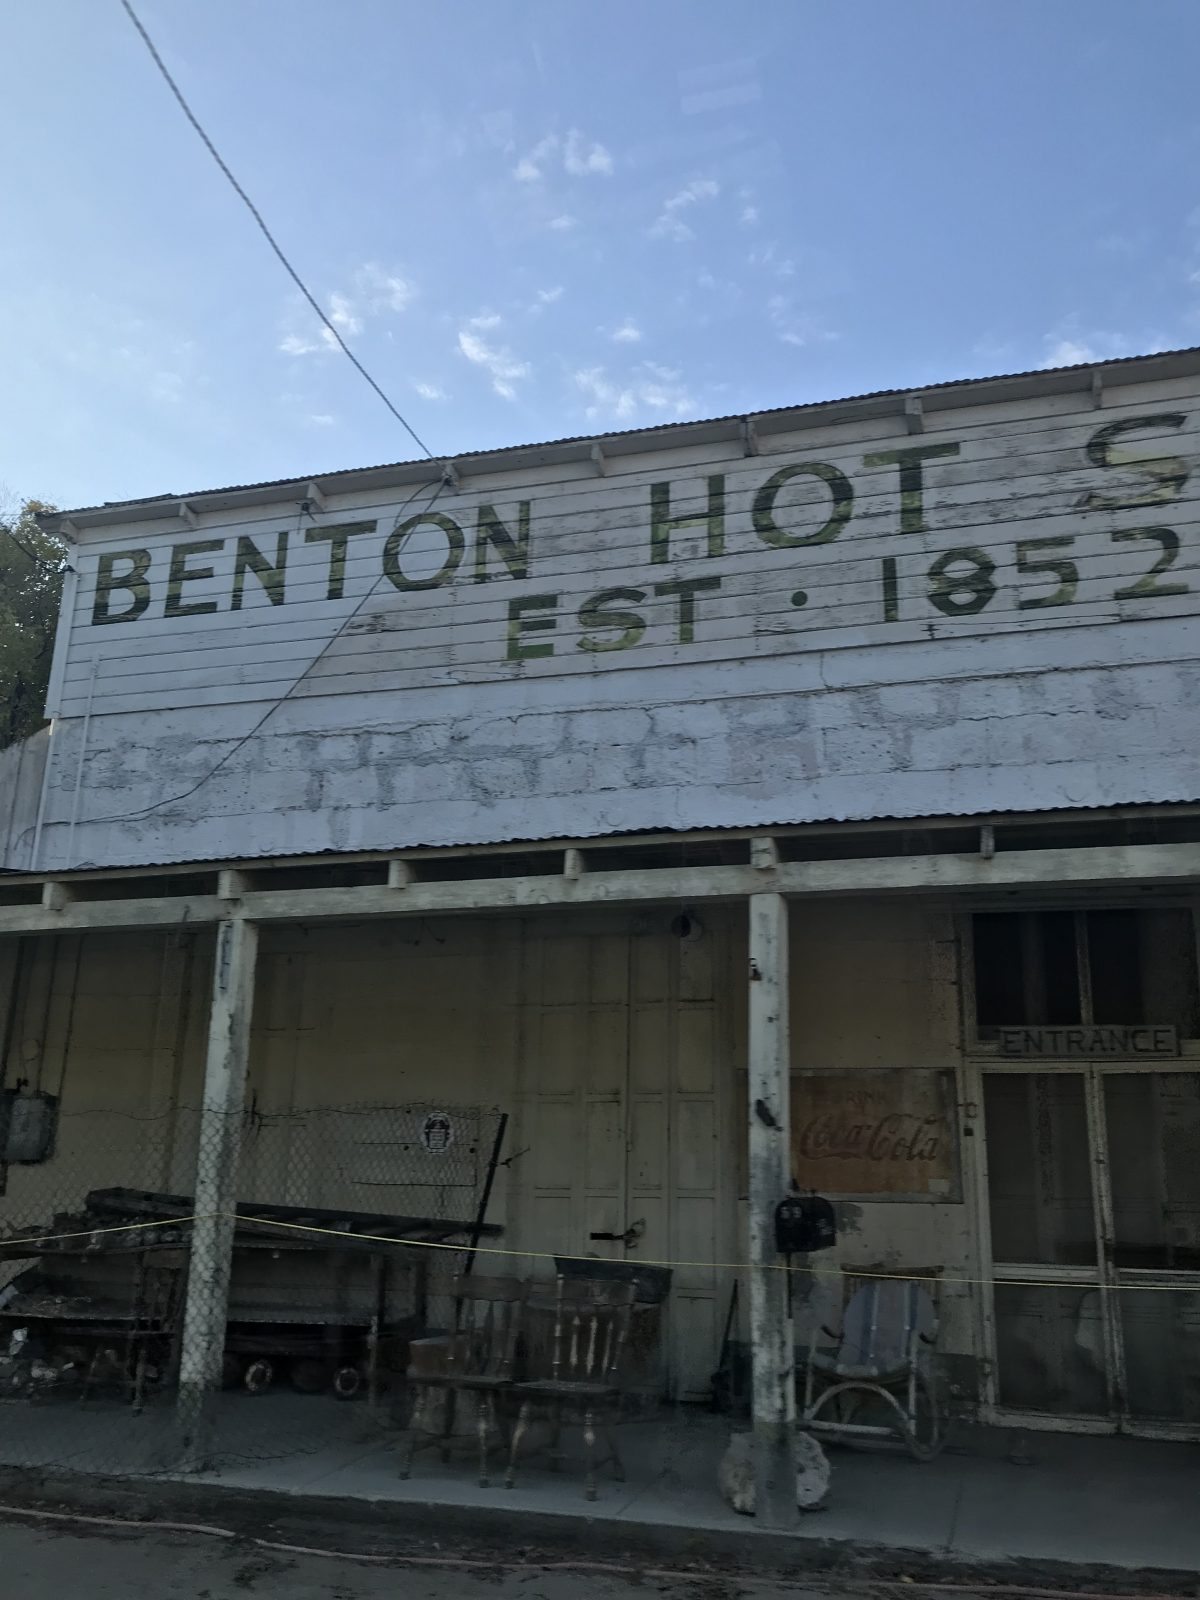 BENTON HOT S
EST · 1852
ENTRANCE
DRINK
Coca-Cola